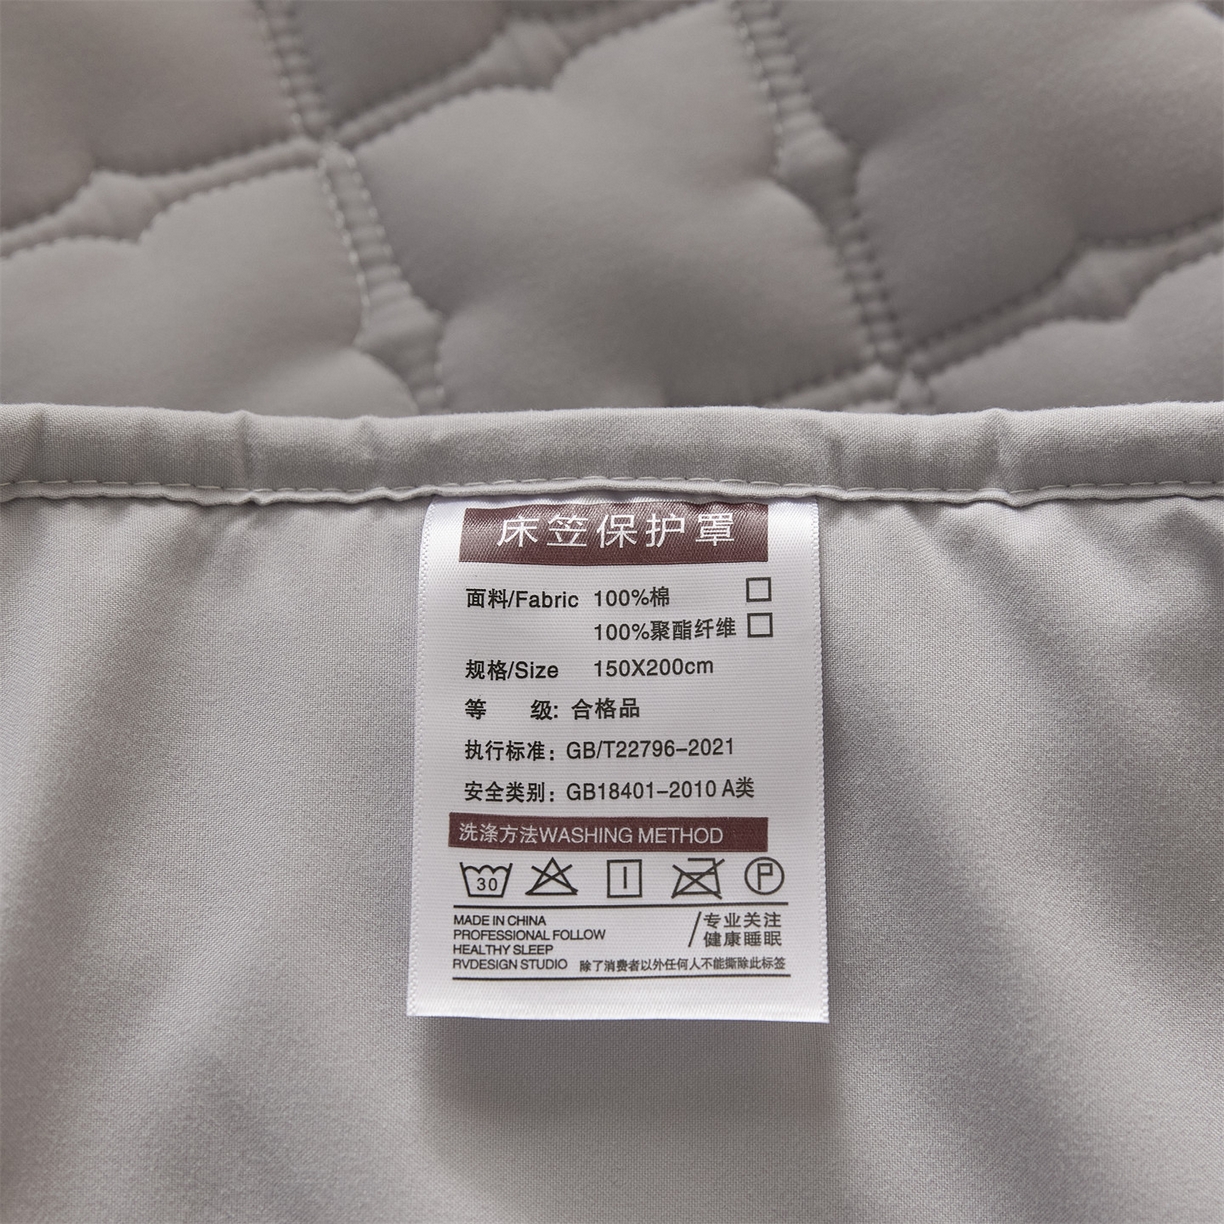 床笠保护罩
面料/Fabric 100%棉
100%聚酯纤维
规格/Size 150X200cm
等 级: 合格品
执行标准: GB/T22796-2021
安全类别: GB18401-2010 A类
洗涤方法WASHING METHOD
30 P
MADE IN CHINA
PROFESSIONAL FOLLOW
HEALTHY SLEEP
RVDESIGN STUDIO
/专业关注
健康睡眠
除了消费者以外任何人不能撕除此标签